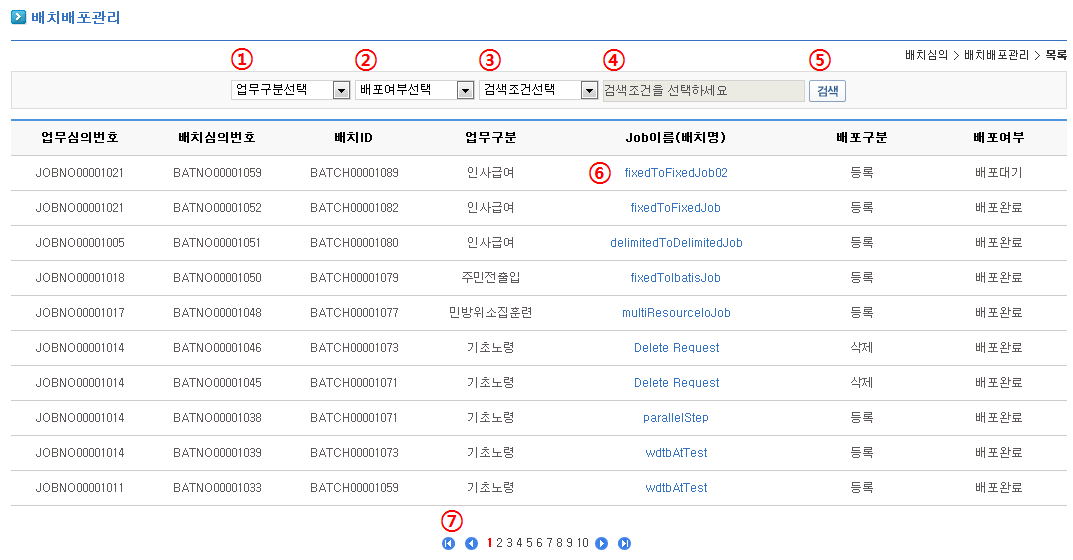 배치배포관리
배치심의 > 배치배포관리 > 목록
① ② ③ ④ ⑤
업무구분선택 배포여부선택 검색조건선택 검색조건을 선택하세요 검색
업무심의번호 배치심의번호 배치ID 업무구분 Job이름(배치명) 배포구분 배포여부
JOBNO00001021 BATNO00001059 BATCH00001089 인사급여 ⑥ fixedToFixedJob02 등록 배포대기
JOBNO00001021 BATNO00001052 BATCH00001082 인사급여 fixedToFixedJob 등록 배포완료
JOBNO00001005 BATNO00001051 BATCH00001080 인사급여 delimitedToDelimitedJob 등록 배포완료
JOBNO00001018 BATNO00001050 BATCH00001079 주민전출입 fixedToIbatisJob 등록 배포완료
JOBNO00001017 BATNO00001048 BATCH00001077 민방위소집훈련 multiResourceIoJob 등록 배포완료
JOBNO00001014 BATNO00001046 BATCH00001073 기초노령 Delete Request 삭제 배포완료
JOBNO00001014 BATNO00001045 BATCH00001071 기초노령 Delete Request 삭제 배포완료
JOBNO00001014 BATNO00001038 BATCH00001071 기초노령 parallelStep 등록 배포완료
JOBNO00001014 BATNO00001039 BATCH00001073 기초노령 wdtbAtTest 등록 배포완료
JOBNO00001011 BATNO00001033 BATCH00001059 기초노령 wdtbAtTest 등록 배포완료
⑦
1 2 3 4 5 6 7 8 9 10